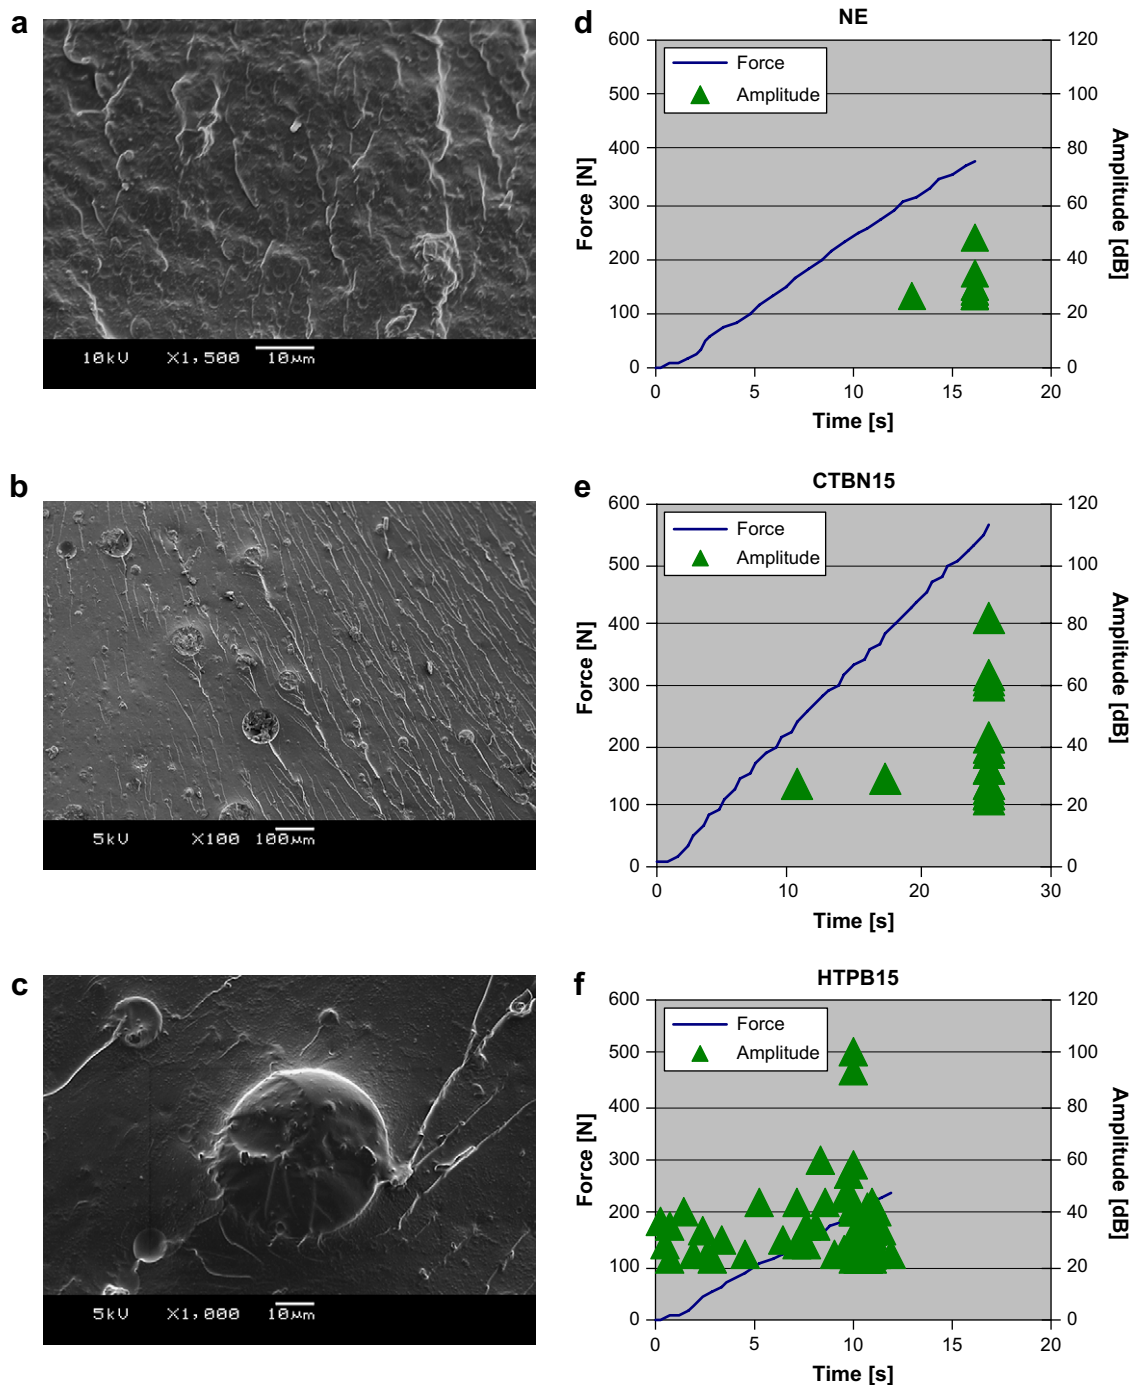 a
10kV X1,500 10µm
d
NE
Force
Amplitude
600
500
400
300
200
100
0
120
100
80
60
40
20
0
Force [N]
Amplitude [dB]
0 5 10 15 20
Time [s]
b
5kV X100 100µm
e
CTBN15
Force
Amplitude
600
500
400
300
200
100
0
120
100
80
60
40
20
0
Force [N]
Amplitude [dB]
0 10 20 30
Time [s]
c
5kV X1,000 10µm
f
HTPB15
Force
Amplitude
600
500
400
300
200
100
0
120
100
80
60
40
20
0
Force [N]
Amplitude [dB]
0 5 10 15 20
Time [s]